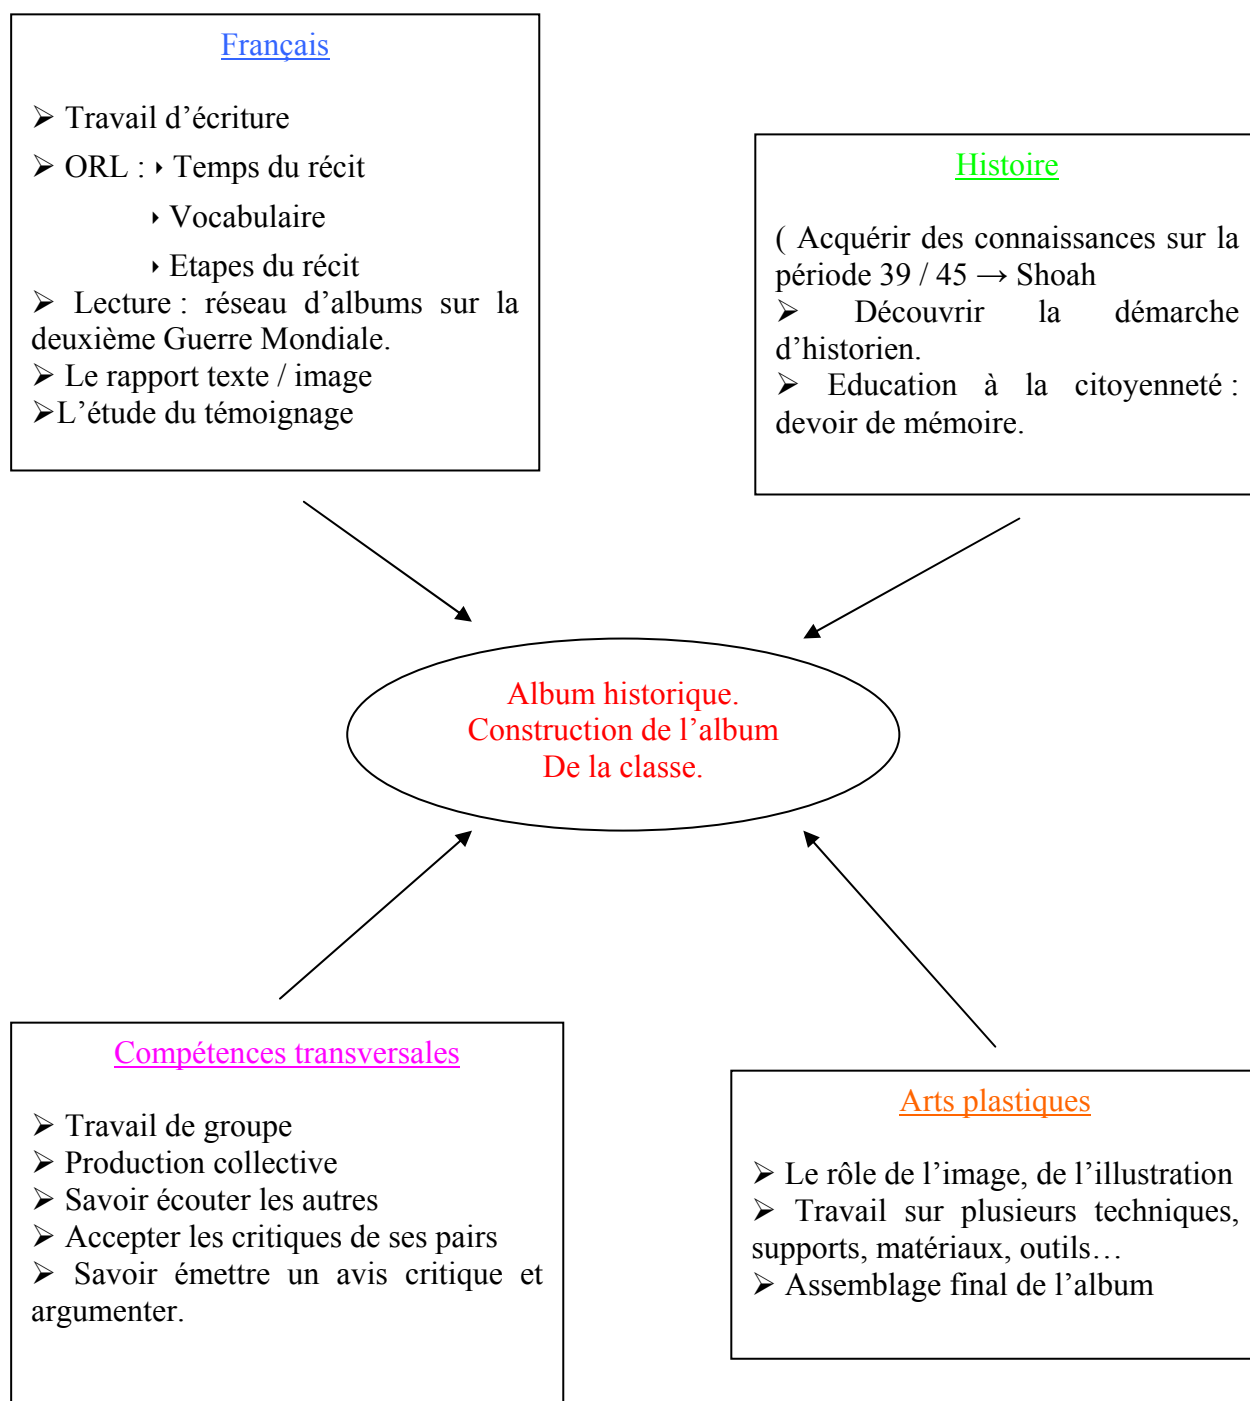 Français
➢ Travail d’écriture
➢ ORL : ‣ Temps du récit
‣ Vocabulaire
‣ Etapes du récit
➢ Lecture : réseau d’albums sur la
deuxième Guerre Mondiale.
➢ Le rapport texte / image
➢L’étude du témoignage
Histoire
( Acquérir des connaissances sur la
période 39 / 45 → Shoah
➢ Découvrir la démarche
d’historien.
➢ Education à la citoyenneté :
devoir de mémoire.
Album historique.
Construction de l’album
De la classe.
Compétences transversales
➢ Travail de groupe
➢ Production collective
➢ Savoir écouter les autres
➢ Accepter les critiques de ses pairs
➢ Savoir émettre un avis critique et
argumenter.
Arts plastiques
➢ Le rôle de l’image, de l’illustration
➢ Travail sur plusieurs techniques,
supports, matériaux, outils…
➢ Assemblage final de l’album